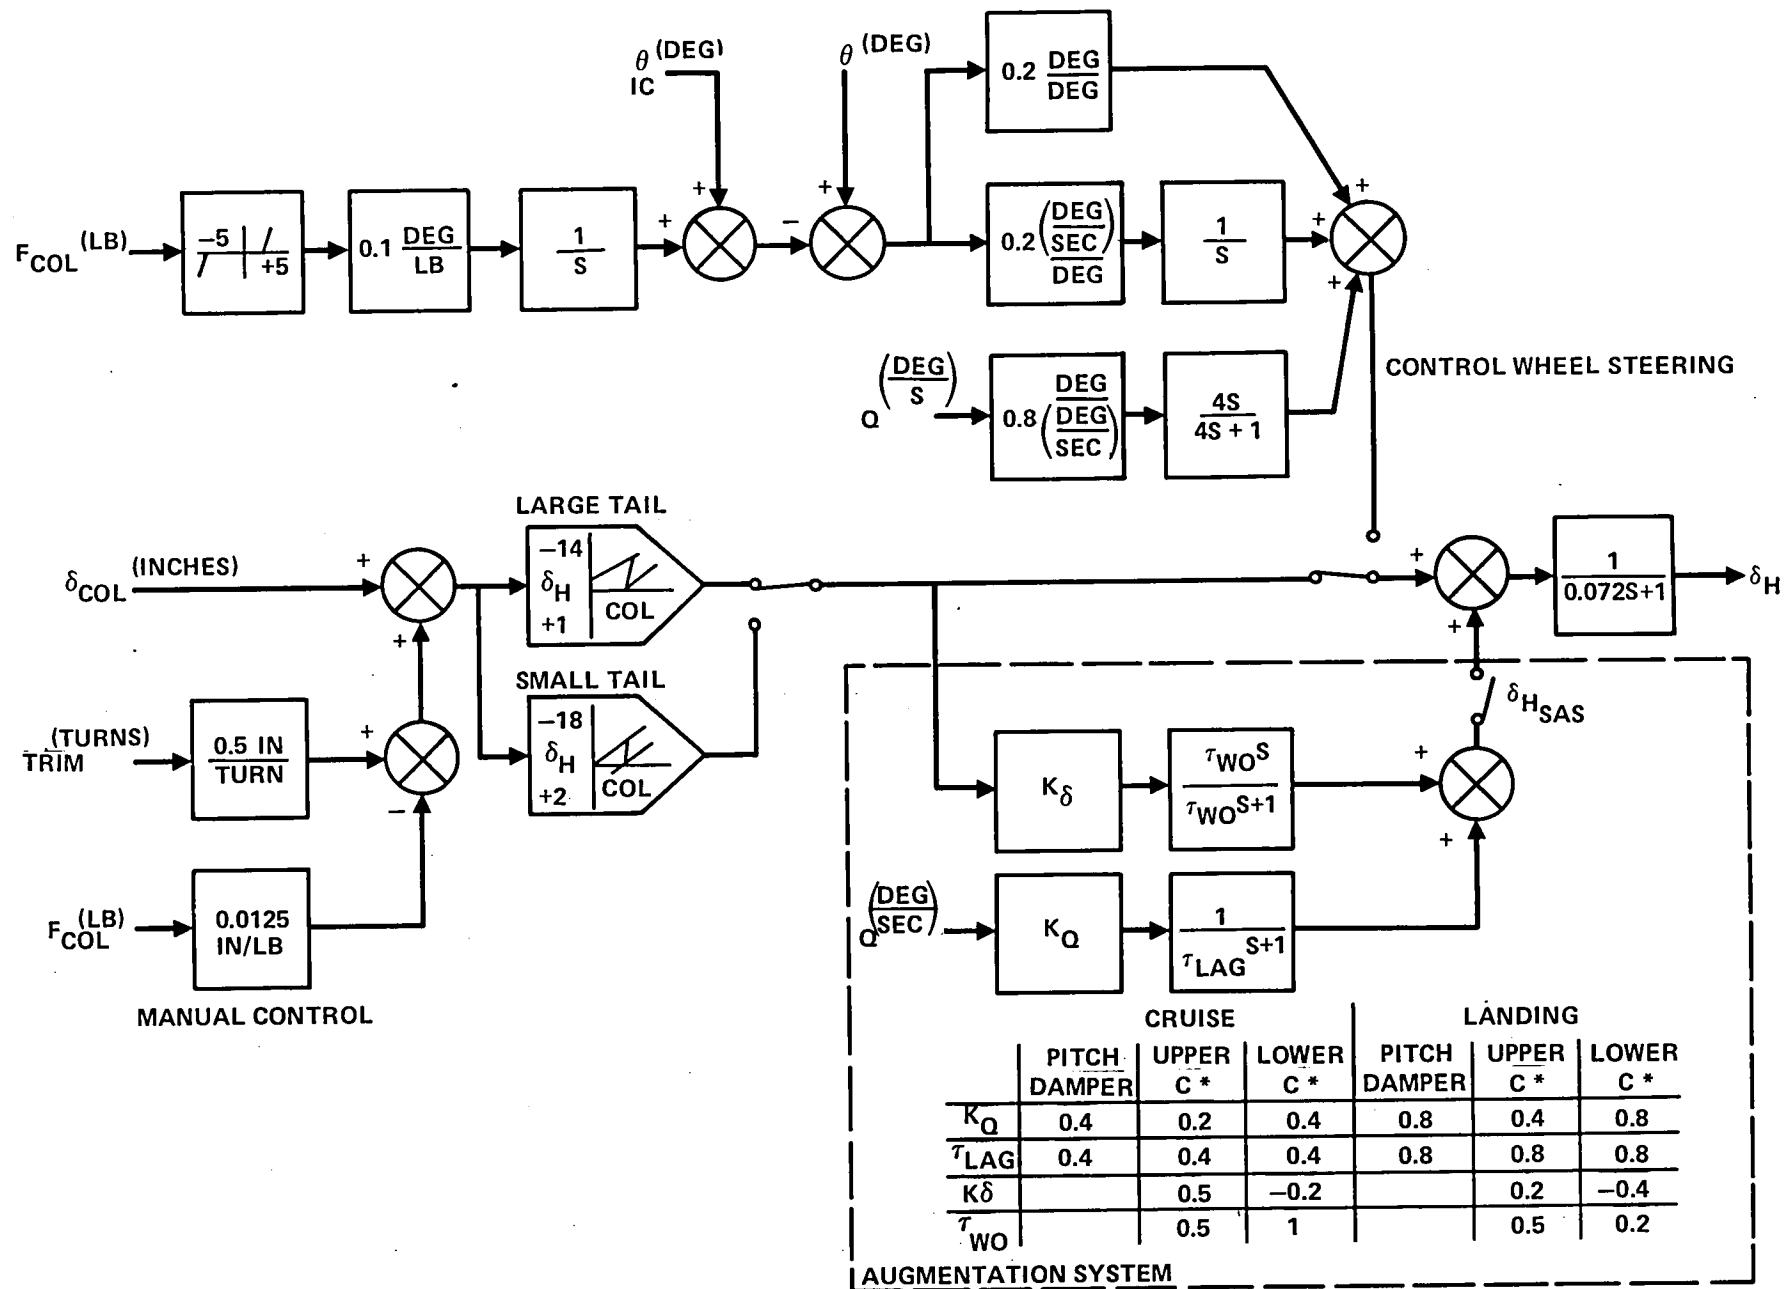 θ (DEG)
IC
θ (DEG)
0.2 DEG
DEG
F_COL (LB)
-5 +5
0.1 DEG
LB
1
S
+
+
-
+
0.2 (DEG
SEC)
DEG
1
S
+
+
+
Q (DEG
S)
0.8 DEG
(DEG
SEC)
4S
4S + 1
CONTROL WHEEL STEERING
LARGE TAIL
δ_COL (INCHES)
+
+
-14
δ_H
+1
COL
+
+
1
0.072S+1
δ_H
SMALL TAIL
-18
δ_H
+2
COL
δ_H_SAS
TRIM (TURNS)
0.5 IN
TURN
+
-
K_δ
τ_WO S
τ_WO S+1
+
+
F_COL (LB)
0.0125
IN/LB
Q (DEG
SEC)
K_Q
1
τ_LAG S+1
MANUAL CONTROL
CRUISE LANDING
PITCH UPPER LOWER PITCH UPPER LOWER
DAMPER C * C * DAMPER C * C *
K_Q 0.4 0.2 0.4 0.8 0.4 0.8
τ_LAG 0.4 0.4 0.4 0.8 0.8 0.8
Kδ 0.5 -0.2 0.2 -0.4
τ_WO 0.5 1 0.5 0.2
AUGMENTATION SYSTEM